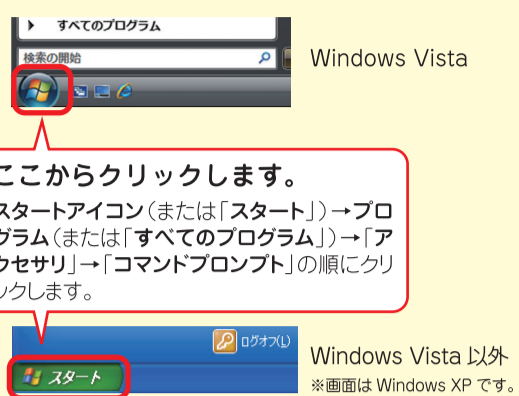 すべてのプログラム
検索の開始
Windows Vista
ここからクリックします。
スタートアイコン(または「スタート」)→プロ
グラム(または「すべてのプログラム」)→「ア
クセサリ」→「コマンドプロンプト」の順にクリ
ックします。
ログオフ(L)
スタート
Windows Vista 以外
※画面は Windows XP です。